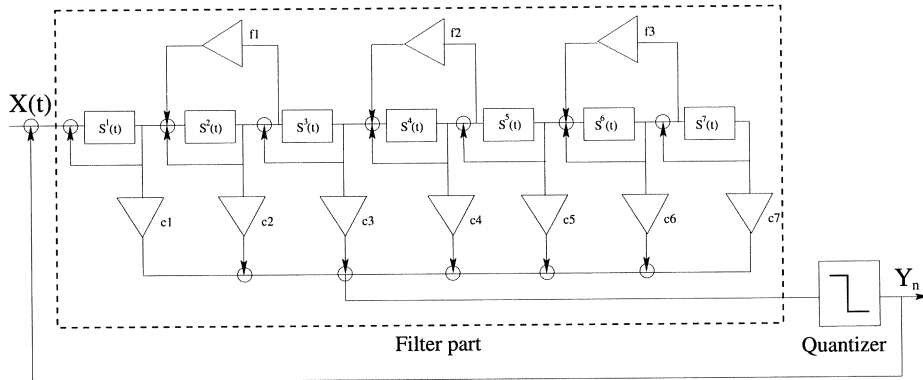 f1
f2
f3
X(t)
S¹(t)
S²(t)
S³(t)
S⁴(t)
S⁵(t)
S⁶(t)
S⁷(t)
c1
c2
c3
c4
c5
c6
c7
Yₙ
Filter part
Quantizer